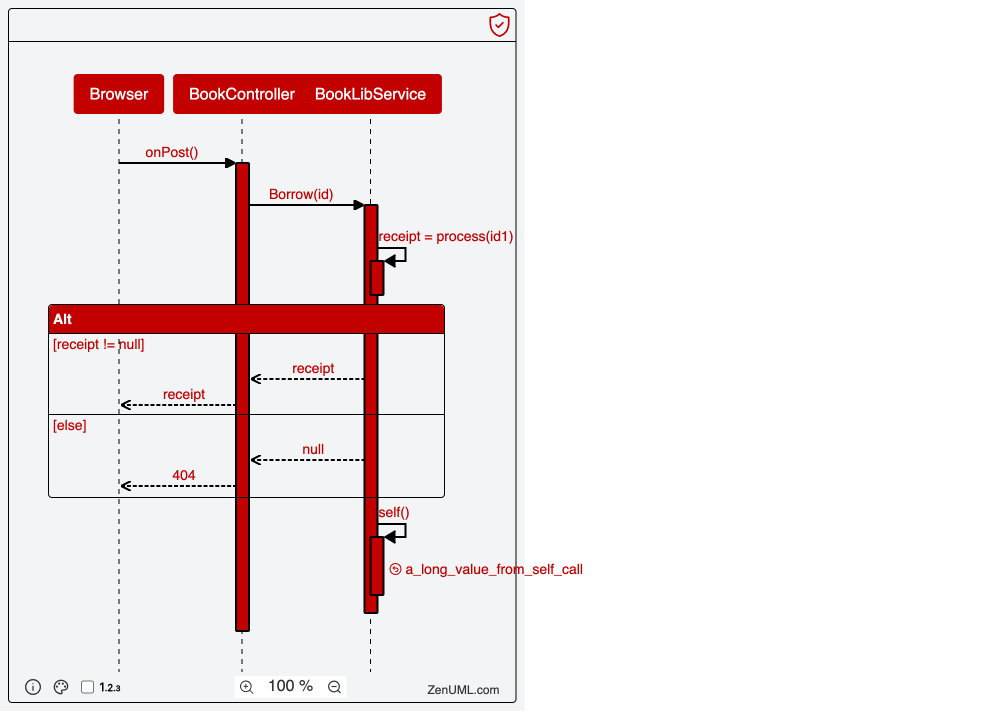 Browser
BookController
BookLibService
onPost()
Borrow(id)
receipt = process(id1)
Alt
[receipt != null]
receipt
receipt
[else]
null
404
self()
a_long_value_from_self_call
1.2.3
100 %
ZenUML.com